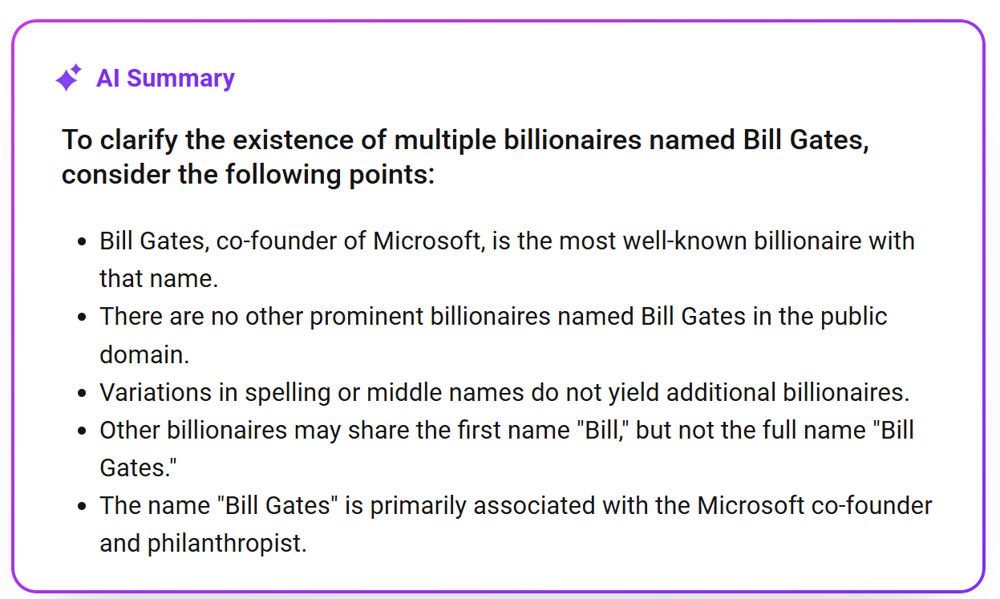 AI Summary
To clarify the existence of multiple billionaires named Bill Gates,
consider the following points:
• Bill Gates, co-founder of Microsoft, is the most well-known billionaire with
that name.
• There are no other prominent billionaires named Bill Gates in the public
domain.
• Variations in spelling or middle names do not yield additional billionaires.
• Other billionaires may share the first name "Bill," but not the full name "Bill
Gates."
• The name "Bill Gates" is primarily associated with the Microsoft co-founder
and philanthropist.